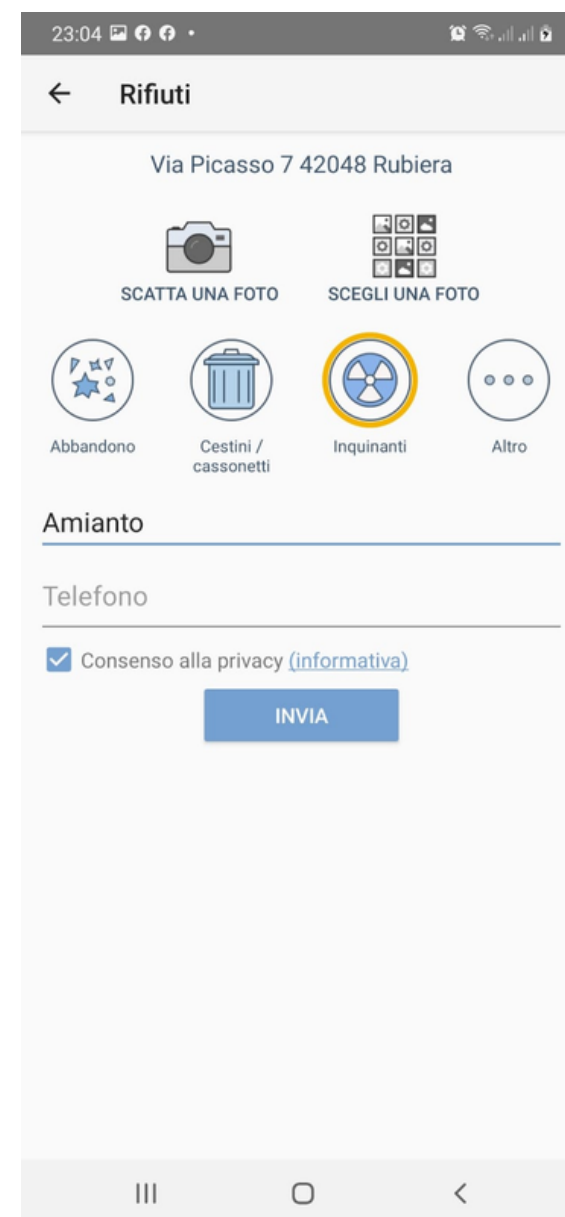 23:04
Rifiuti
Via Picasso 7 42048 Rubiera
SCATTA UNA FOTO SCEGLI UNA FOTO
Abbandono Cestini / Inquinanti Altro
cassonetti
Amianto
Telefono
Consenso alla privacy (informativa)
INVIA